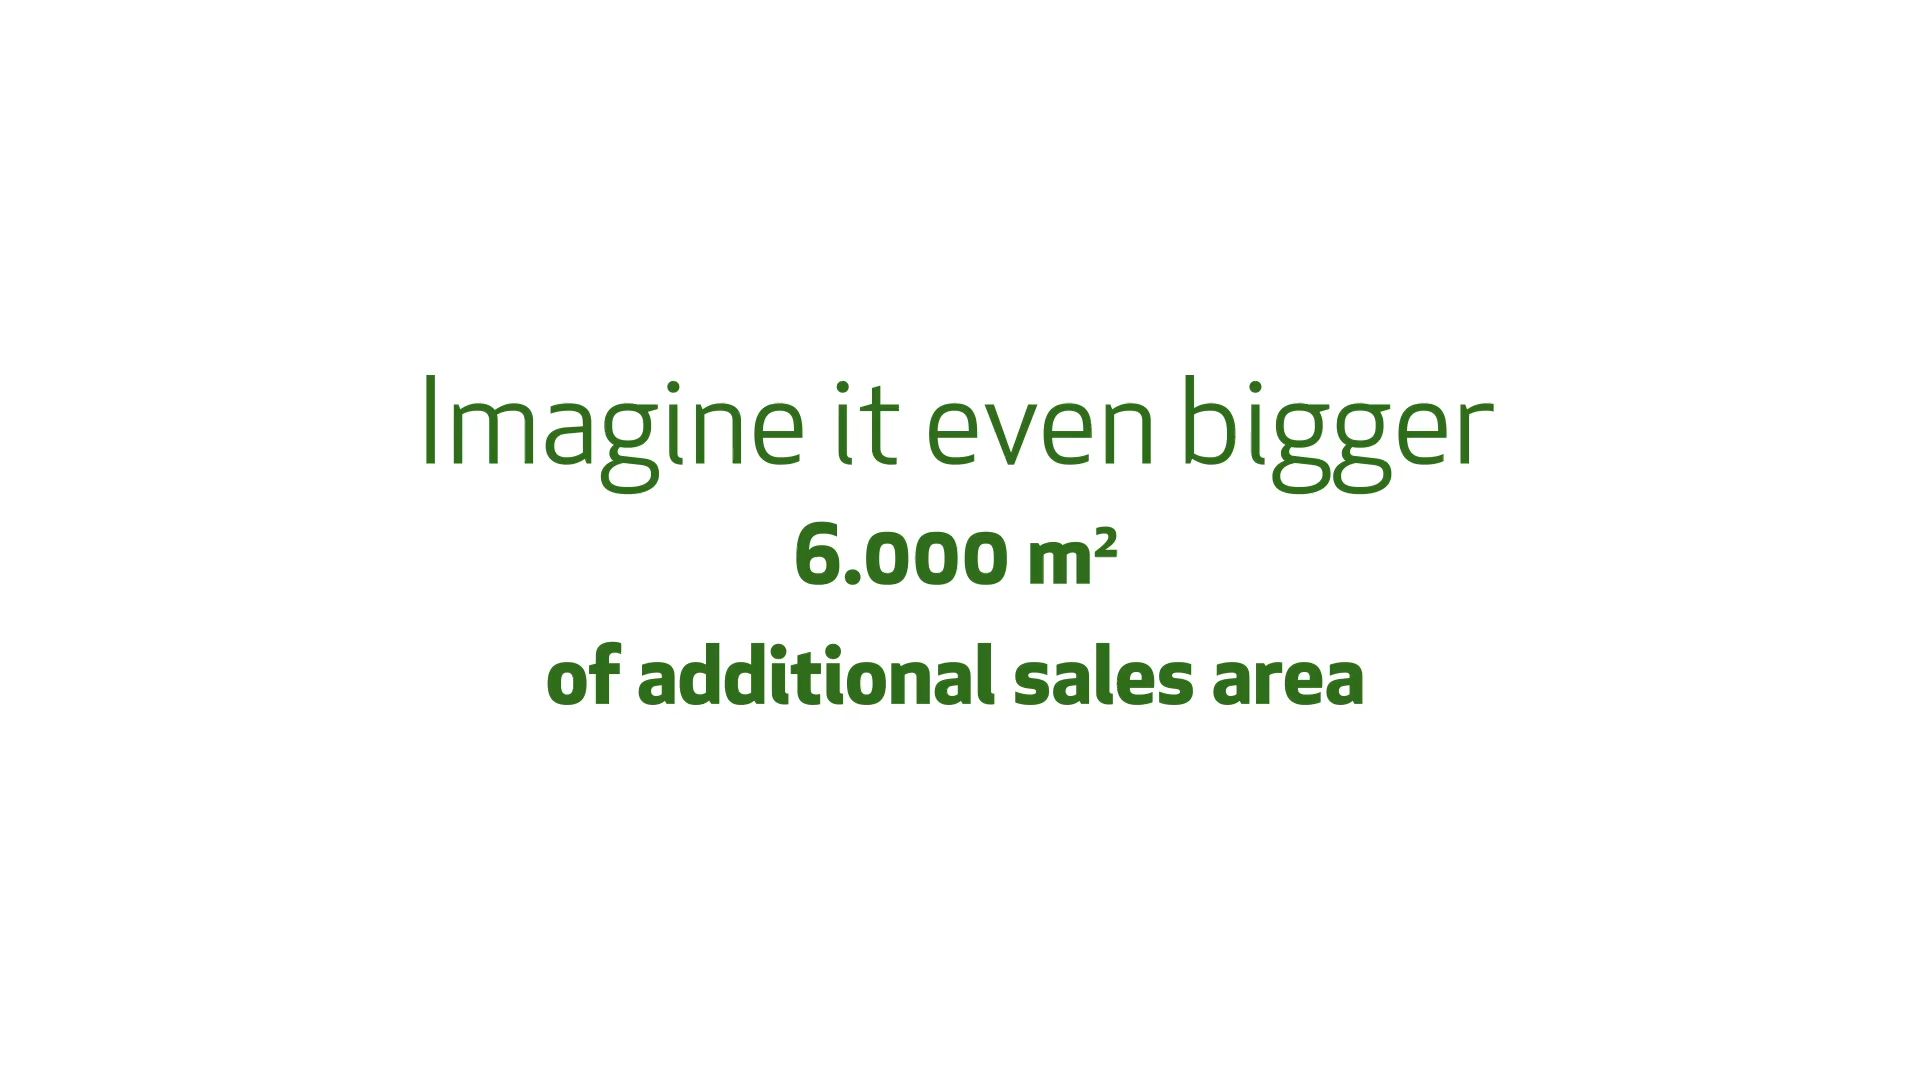 Imagine it even bigger
6.000 m²
of additional sales area